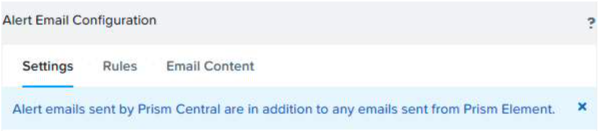 Alert Email Configuration ?
Settings Rules Email Content
Alert emails sent by Prism Central are in addition to any emails sent from Prism Element. ×